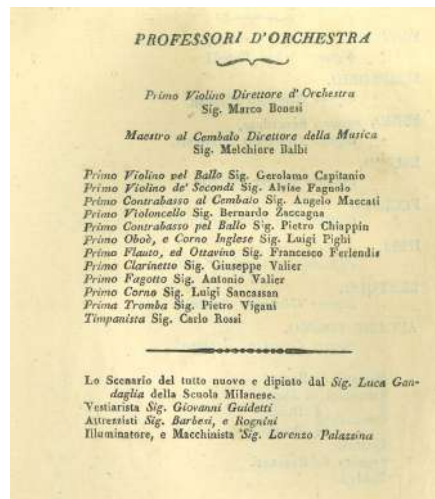 PROFESSORI D'ORCHESTRA
Primo Violino Direttore d' Orchestra
Sig. Marco Bonesi
Maestro al Cembalo Direttore della Musica
Sig. Melchiore Balbi
Primo Violino pel Ballo Sig. Gerolamo Capitanio
Primo Violino de' Secondi Sig. Alvise Fagnolo
Primo Contrabasso al Cembalo Sig. Angelo Maccati
Primo Violoncello Sig. Bernardo Zaccagna
Primo Contrabasso pel Ballo Sig. Pietro Chiappin
Primo Oboè, e Corno Inglese Sig. Luigi Pighi
Primo Flauto, ed Ottavino Sig. Francesco Ferlendis
Primo Clarinetto Sig. Giuseppe Valier
Primo Fagotto Sig. Antonio Valier
Primo Corno Sig. Luigi Sancassan
Prima Tromba Sig. Pietro Vigani
Timpanista Sig. Carlo Rossi
Lo Scenario del tutto nuovo e dipinto dal Sig. Luca Gan-
daglia della Scuola Milanese.
Vestiarista Sig. Giovanni Guidetti
Attrezzisti Sig. Barbesi, e Rognini
Illuminatore, e Macchinista Sig. Lorenzo Palazzina